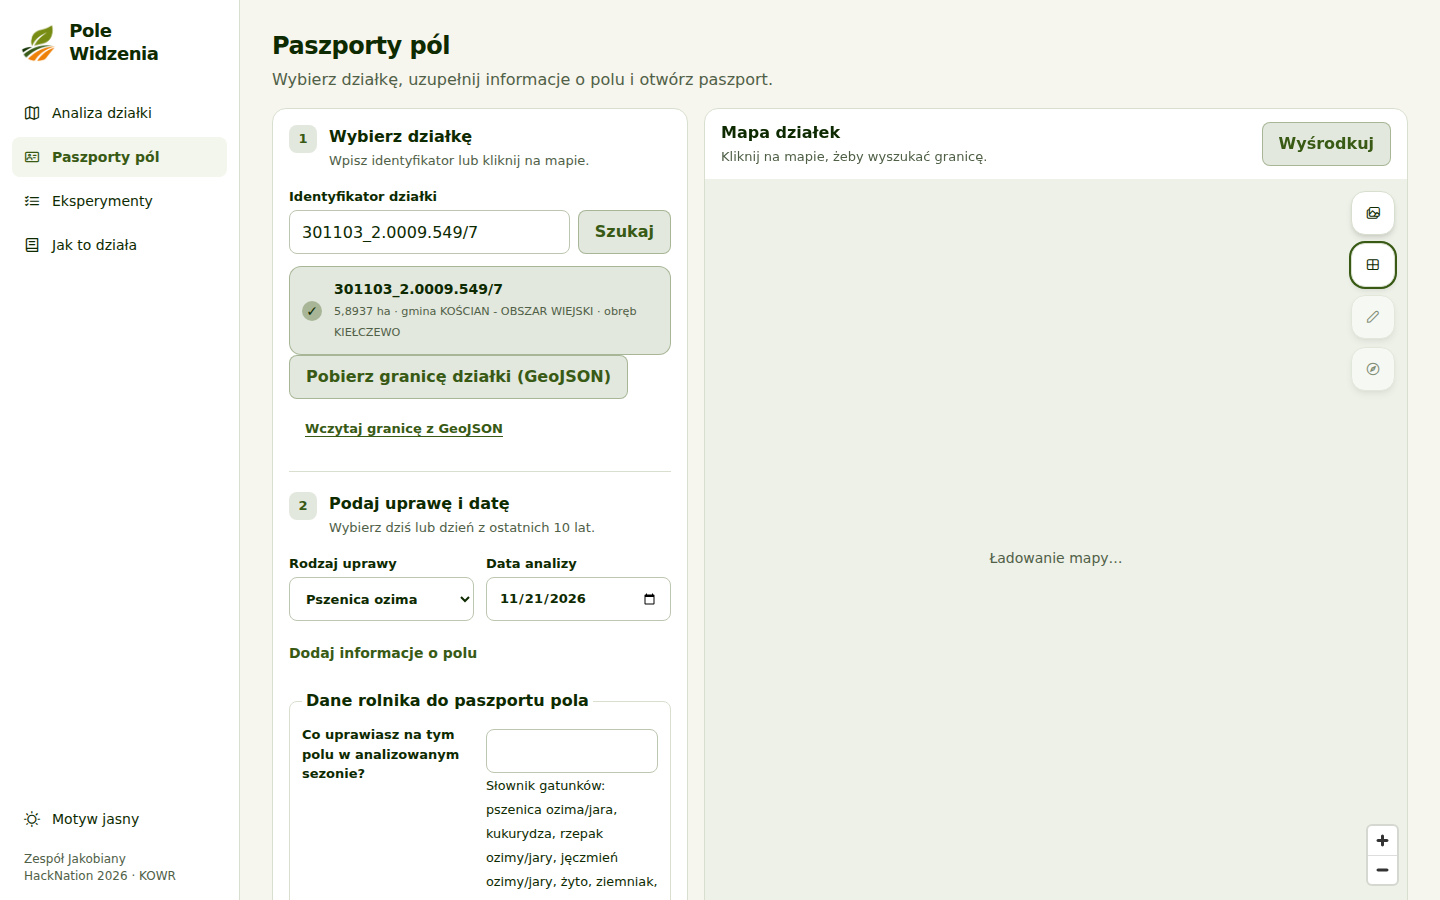 Pole
Widzenia
Analiza działki
Paszporty pól
Eksperymenty
Jak to działa
Motyw jasny
Zespół Jakobiany
HackNation 2026 · KOWR
Paszporty pól
Wybierz działkę, uzupełnij informacje o polu i otwórz paszport.
1
Wybierz działkę
Wpisz identyfikator lub kliknij na mapie.
Identyfikator działki
301103_2.0009.549/7
Szukaj
301103_2.0009.549/7
5,8937 ha · gmina KOŚCIAN - OBSZAR WIEJSKI · obręb
KIEŁCZEWO
Pobierz granicę działki (GeoJSON)
Wczytaj granicę z GeoJSON
2
Podaj uprawę i datę
Wybierz dziś lub dzień z ostatnich 10 lat.
Rodzaj uprawy
Data analizy
Pszenica ozima
11/21/2026
Dodaj informacje o polu
Dane rolnika do paszportu pola
Co uprawiasz na tym
polu w analizowanym
sezonie?
Słownik gatunków:
pszenica ozima/jara,
kukurydza, rzepak
ozimy/jary, jęczmień
ozimy/jary, żyto, ziemniak,
Mapa działek
Kliknij na mapie, żeby wyszukać granicę.
Wyśrodkuj
Ładowanie mapy…